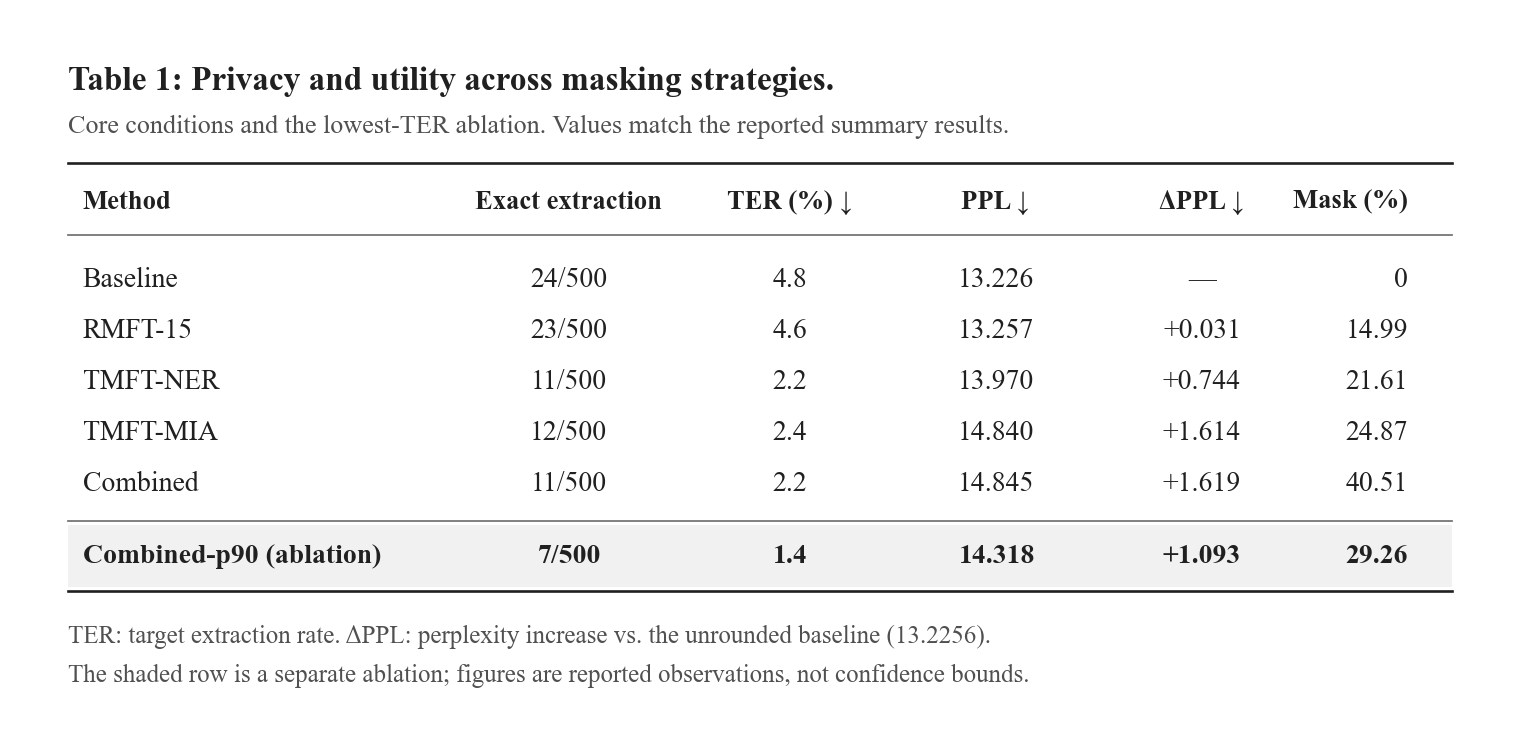 Table 1: Privacy and utility across masking strategies.
Core conditions and the lowest-TER ablation. Values match the reported summary results.
Method Exact extraction TER (%) ↓ PPL ↓ ΔPPL ↓ Mask (%)
Baseline 24/500 4.8 13.226 — 0
RMFT-15 23/500 4.6 13.257 +0.031 14.99
TMFT-NER 11/500 2.2 13.970 +0.744 21.61
TMFT-MIA 12/500 2.4 14.840 +1.614 24.87
Combined 11/500 2.2 14.845 +1.619 40.51
Combined-p90 (ablation) 7/500 1.4 14.318 +1.093 29.26
TER: target extraction rate. ΔPPL: perplexity increase vs. the unrounded baseline (13.2256).
The shaded row is a separate ablation; figures are reported observations, not confidence bounds.